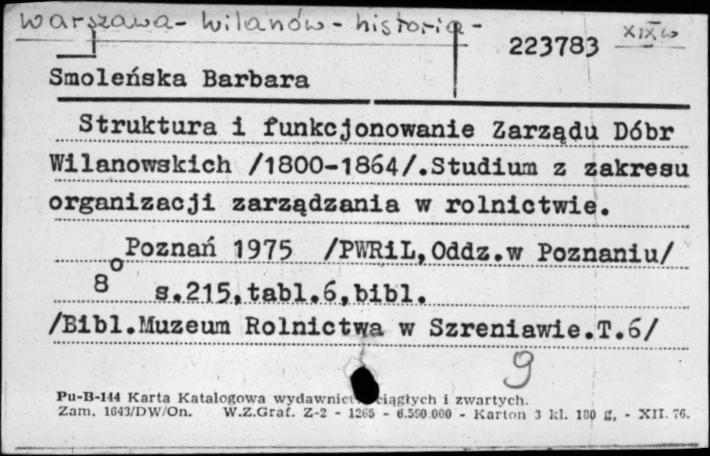 Warszawa - Wilanów - historia -
XIX w
223783
Smoleńska Barbara
Struktura i funkcjonowanie Zarządu Dóbr
Wilanowskich /1800-1864/.Studium z zakresu
organizacji zarządzania w rolnictwie.
Poznań 1975 /PWRiL,Oddz.w Poznaniu/
8o s.215,tabl.6,bibl.
/Bibl.Muzeum Rolnictwa w Szreniawie.T.6/
9
Pu-B-144 Karta Katalogowa wydawnictw ciągłych i zwartych.
Zam. 1643/DW/On. W.Z.Graf. Z-2 - 1265 - 6.590.000 - Karton 3 kl. 180 g, - XII. 76.